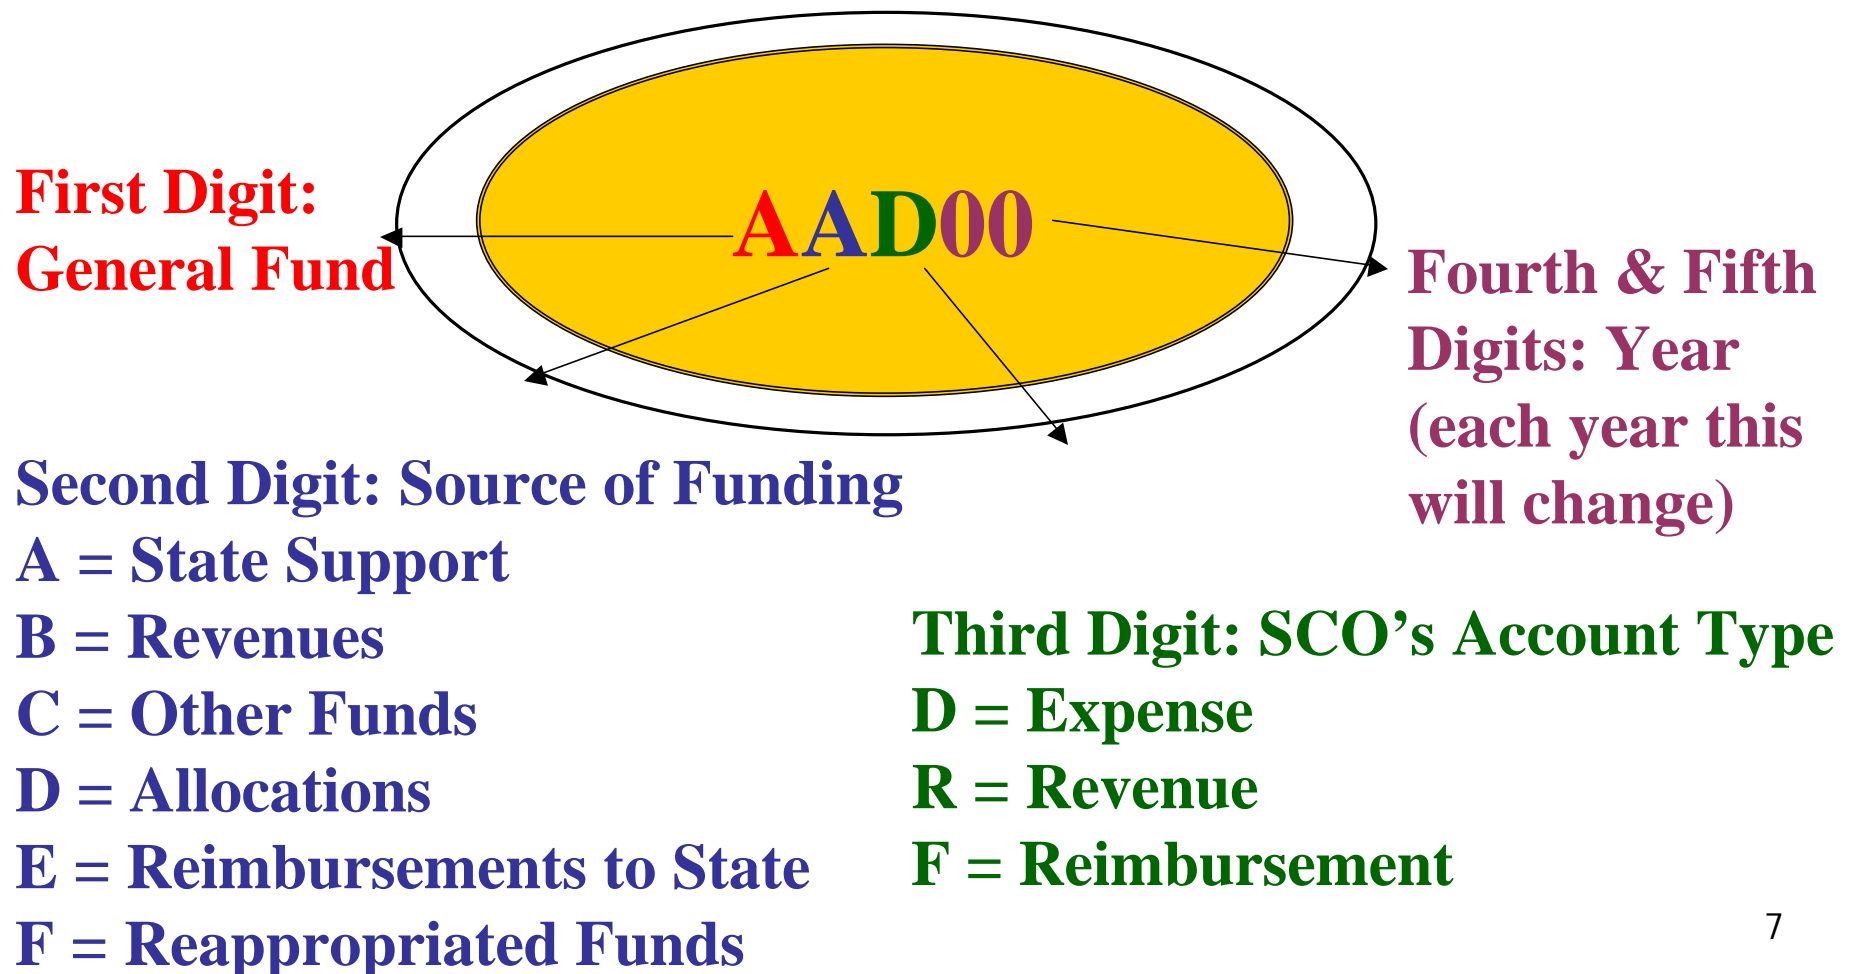 AAD00
First Digit:
General Fund
Fourth & Fifth
Digits: Year
(each year this
will change)
Second Digit: Source of Funding
A = State Support
B = Revenues
C = Other Funds
D = Allocations
E = Reimbursements to State
F = Reappropriated Funds
Third Digit: SCO’s Account Type
D = Expense
R = Revenue
F = Reimbursement
7